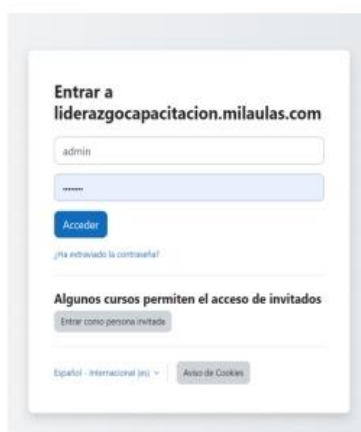 Entrar a
liderazgocapacitacion.milaulas.com
admin
Acceder
¿Ha extraviado la contraseña?
Algunos cursos permiten el acceso de invitados
Entrar como persona invitada
Español - Internacional (es)
Aviso de Cookies